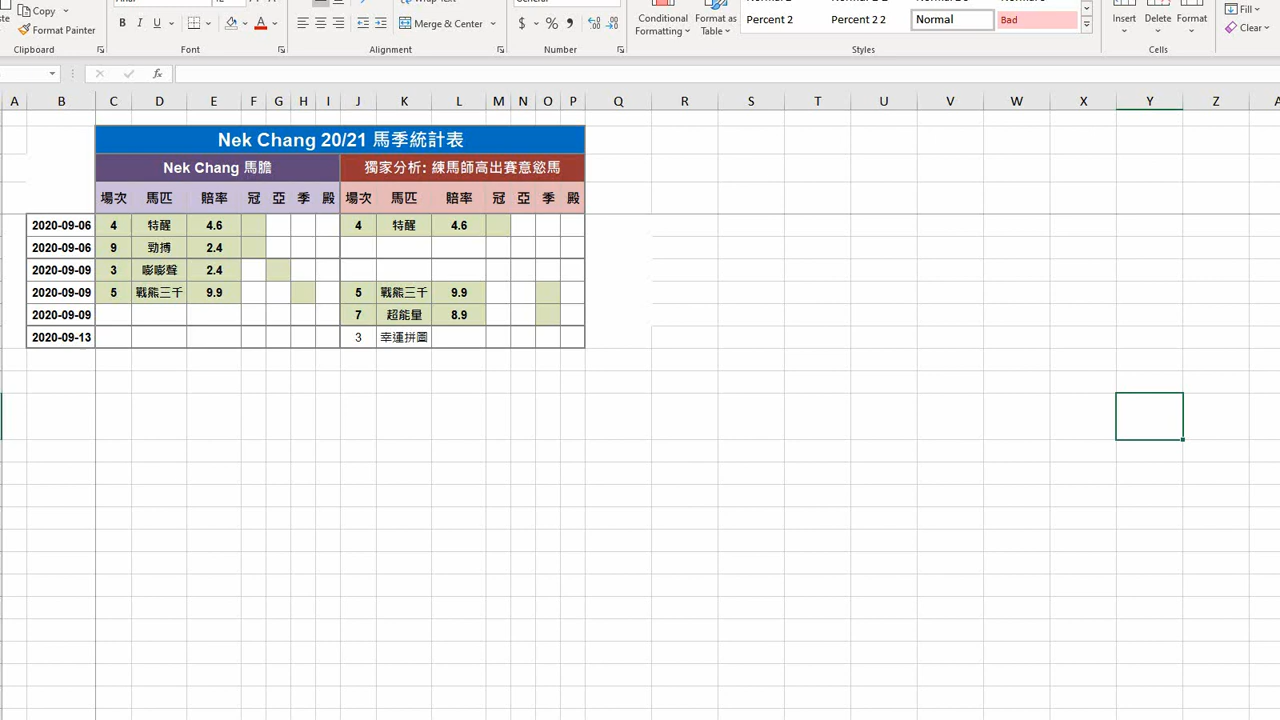 Copy
Format Painter
Clipboard
B I U
A
Font
Merge & Center
Alignment
$ % ,
Number
Conditional Formatting
Format as Table
Percent 2
Percent 2 2
Normal
Bad
Styles
Insert
Delete
Format
Cells
Fill
Clear
fx
A B C D E F G H I J K L M N O P Q R S T U V W X Y Z
Nek Chang 20/21 馬季統計表
Nek Chang 馬膽 獨家分析: 練馬師高出賽意慾馬
場次 馬匹 賠率 冠 亞 季 殿 場次 馬匹 賠率 冠 亞 季 殿
2020-09-06 4 特醒 4.6 4 特醒 4.6
2020-09-06 9 勁搏 2.4
2020-09-09 3 嘭嘭聲 2.4
2020-09-09 5 戰熊三千 9.9 5 戰熊三千 9.9
2020-09-09 7 超能量 8.9
2020-09-13 3 幸運拼圖